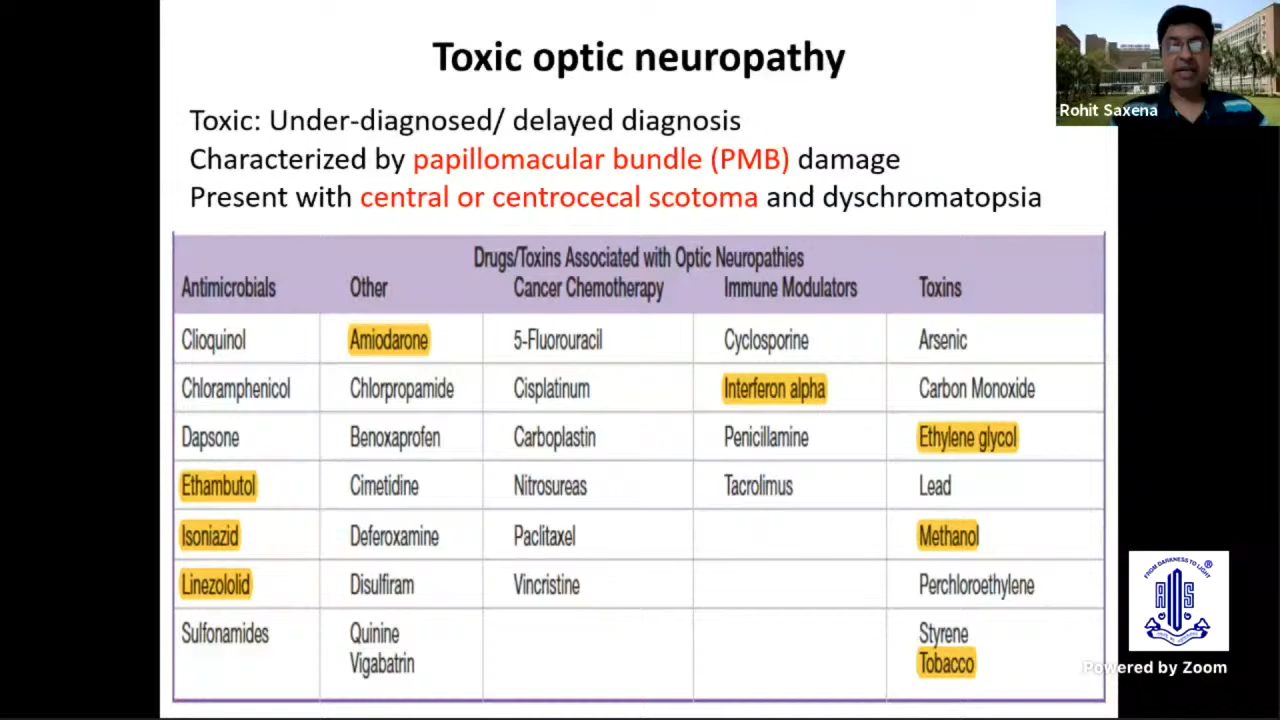 Toxic optic neuropathy
Rohit Saxena
Toxic: Under-diagnosed/ delayed diagnosis
Characterized by papillomacular bundle (PMB) damage
Present with central or centrocecal scotoma and dyschromatopsia
Drugs/Toxins Associated with Optic Neuropathies
Antimicrobials Other Cancer Chemotherapy Immune Modulators Toxins
Clioquinol Amiodarone 5-Fluorouracil Cyclosporine Arsenic
Chloramphenicol Chlorpropamide Cisplatinum Interferon alpha Carbon Monoxide
Dapsone Benoxaprofen Carboplastin Penicillamine Ethylene glycol
Ethambutol Cimetidine Nitrosureas Tacrolimus Lead
Isoniazid Deferoxamine Paclitaxel Methanol
Linezololid Disulfiram Vincristine Perchloroethylene
Sulfonamides Quinine Styrene
Vigabatrin Tobacco
FROM DARKNESS TO LIGHT
®
Powered by Zoom